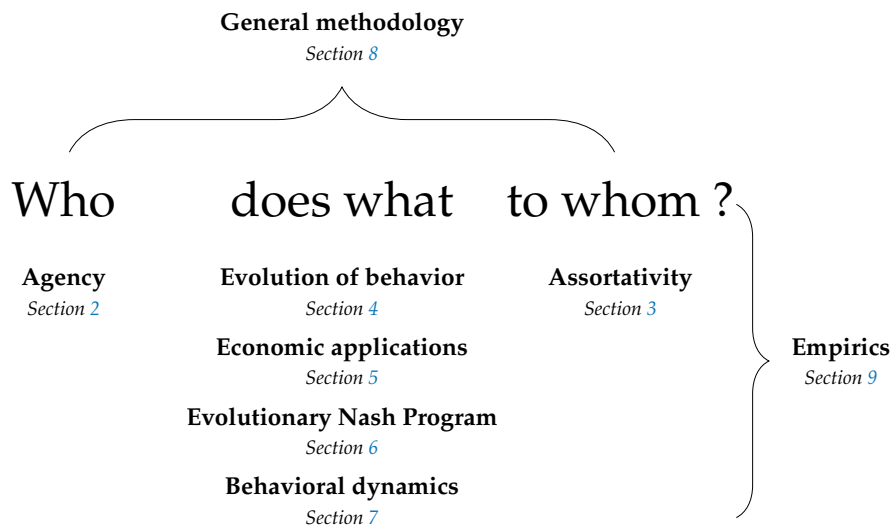 General methodology
Section 8
Who does what to whom ?
Agency
Section 2
Evolution of behavior
Section 4
Assortativity
Section 3
Economic applications
Section 5
Empirics
Section 9
Evolutionary Nash Program
Section 6
Behavioral dynamics
Section 7